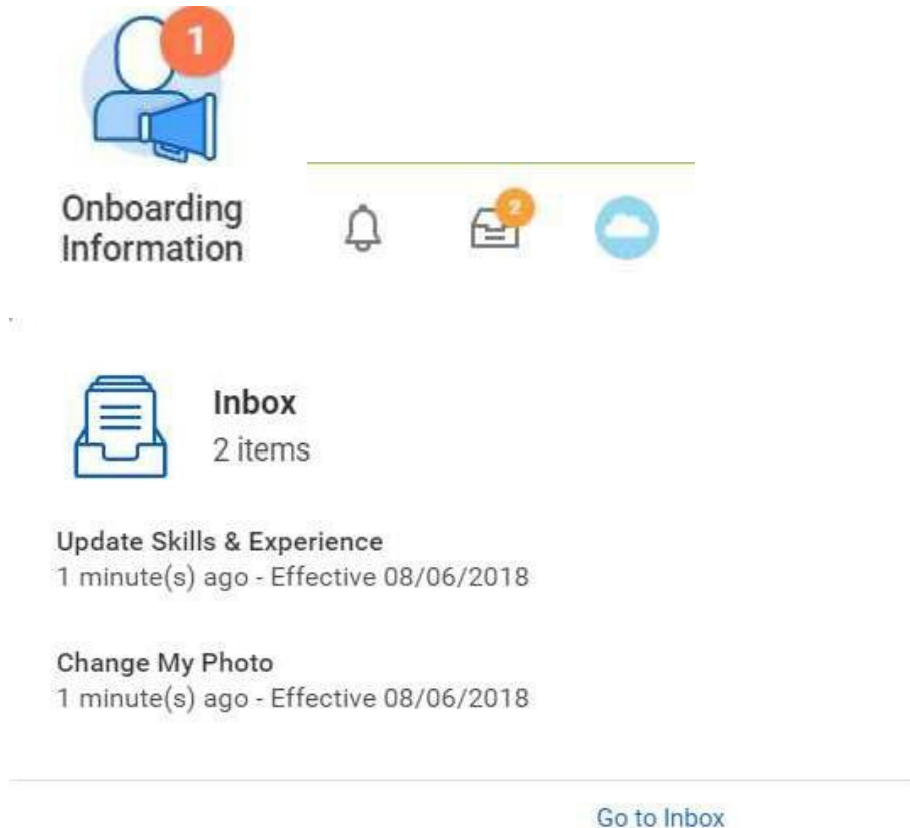 1
Onboarding
Information
2
Inbox
2 items
Update Skills & Experience
1 minute(s) ago - Effective 08/06/2018
Change My Photo
1 minute(s) ago - Effective 08/06/2018
Go to Inbox